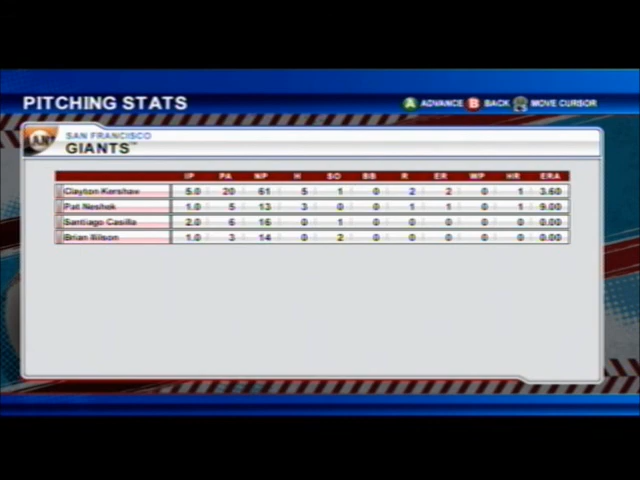 PITCHING STATS A ADVANCE B BACK MOVE CURSOR
SAN FRANCISCO
GIANTS™
IP PA NP H SO BB R ER WP HR ERA
Clayton Kershaw 5.0 20 61 5 1 0 2 2 0 1 3.60
Pat Neshek 1.0 5 13 3 0 0 1 1 0 1 9.00
Santiago Casilla 2.0 6 16 0 1 0 0 0 0 0 0.00
Brian Wilson 1.0 3 14 0 2 0 0 0 0 0 0.00